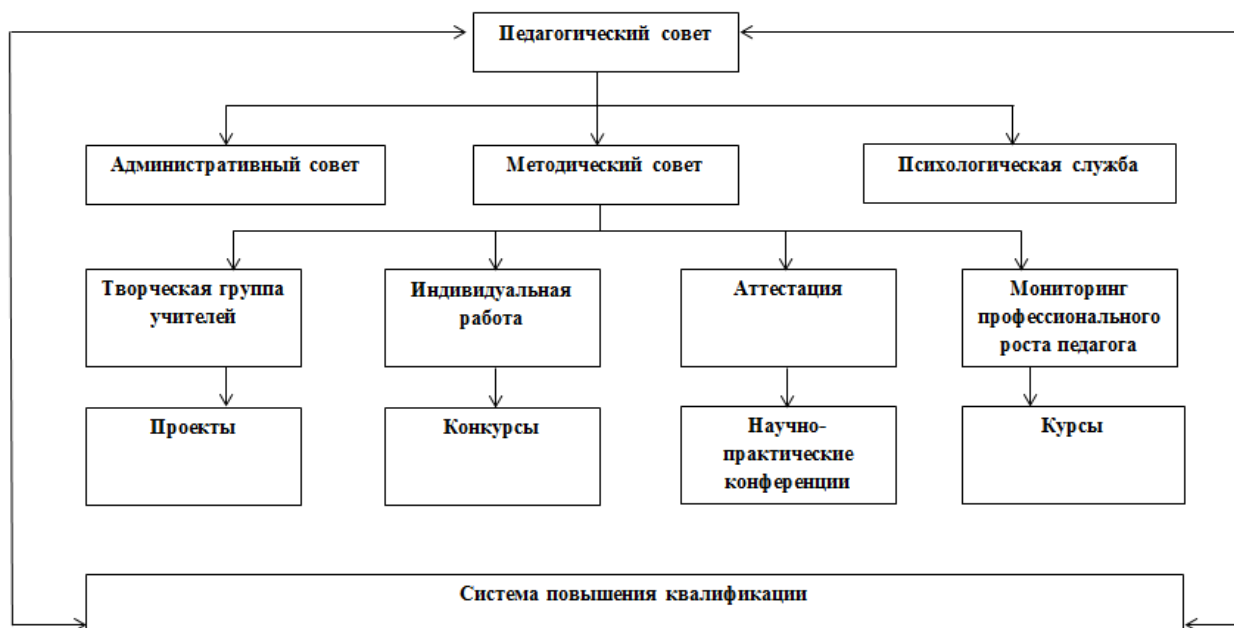 Педагогический совет
Административный совет
Методический совет
Психологическая служба
Творческая группа
учителей
Индивидуальная
работа
Аттестация
Мониторинг
профессионального
роста педагога
Проекты
Конкурсы
Научно-
практические
конференции
Курсы
Система повышения квалификации